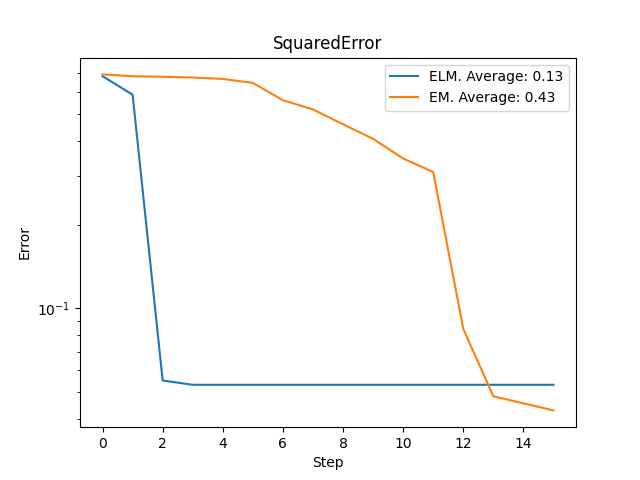 SquaredError
ELM. Average: 0.13
EM. Average: 0.43
Error
10⁻¹
0 2 4 6 8 10 12 14
Step